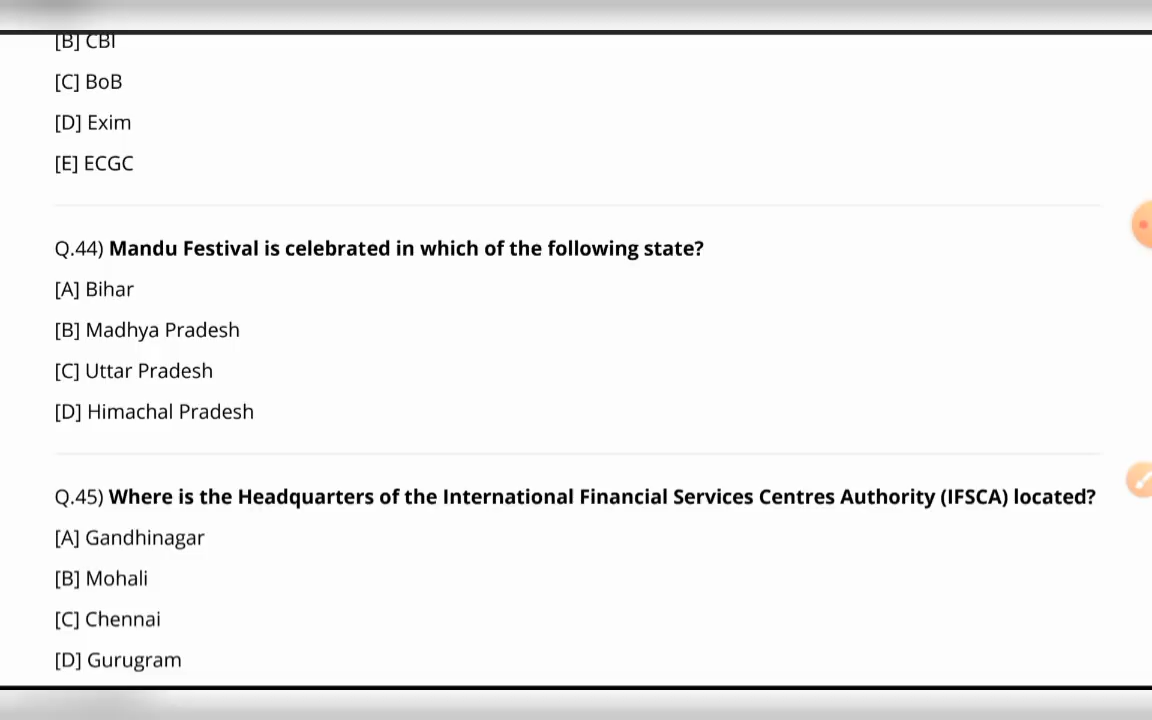 [B] CBI
[C] BoB
[D] Exim
[E] ECGC
Q.44) Mandu Festival is celebrated in which of the following state?
[A] Bihar
[B] Madhya Pradesh
[C] Uttar Pradesh
[D] Himachal Pradesh
Q.45) Where is the Headquarters of the International Financial Services Centres Authority (IFSCA) located?
[A] Gandhinagar
[B] Mohali
[C] Chennai
[D] Gurugram